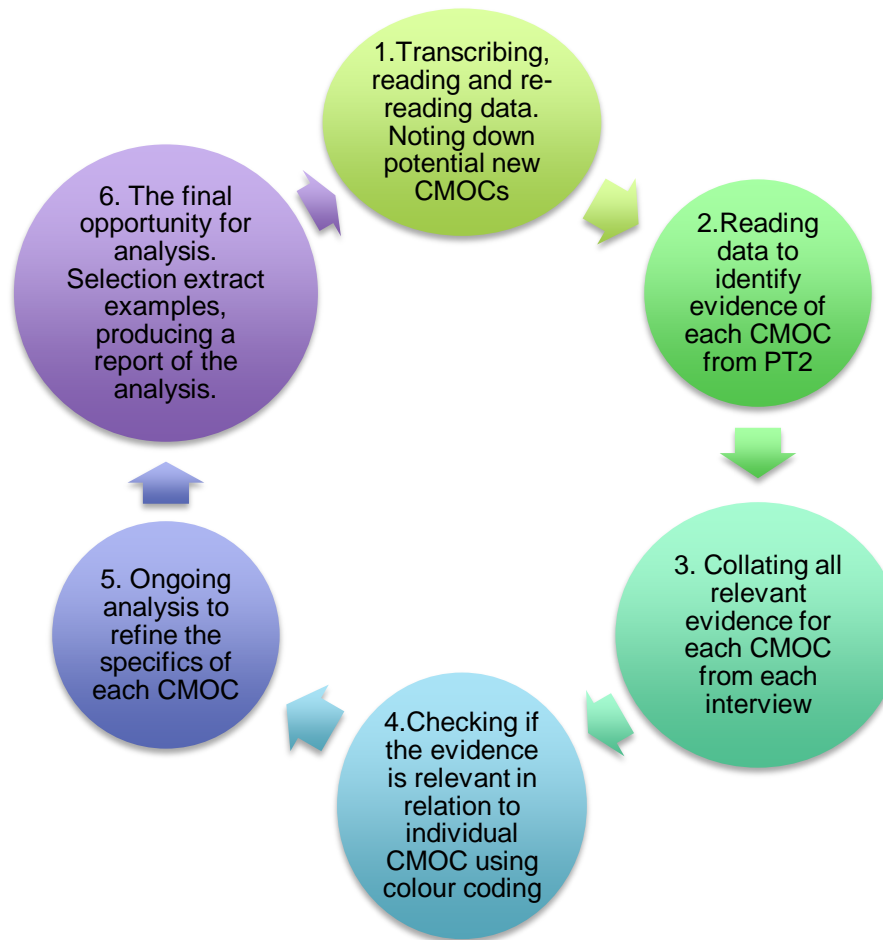 1.Transcribing,
reading and re-
reading data.
Noting down
potential new
CMOCs
2.Reading
data to
identify
evidence of
each CMOC
from PT2
3. Collating all
relevant
evidence for
each CMOC
from each
interview
4.Checking if
the evidence
is relevant in
relation to
individual
CMOC using
colour coding
5. Ongoing
analysis to
refine the
specifics of
each CMOC
6. The final
opportunity for
analysis.
Selection extract
examples,
producing a
report of the
analysis.